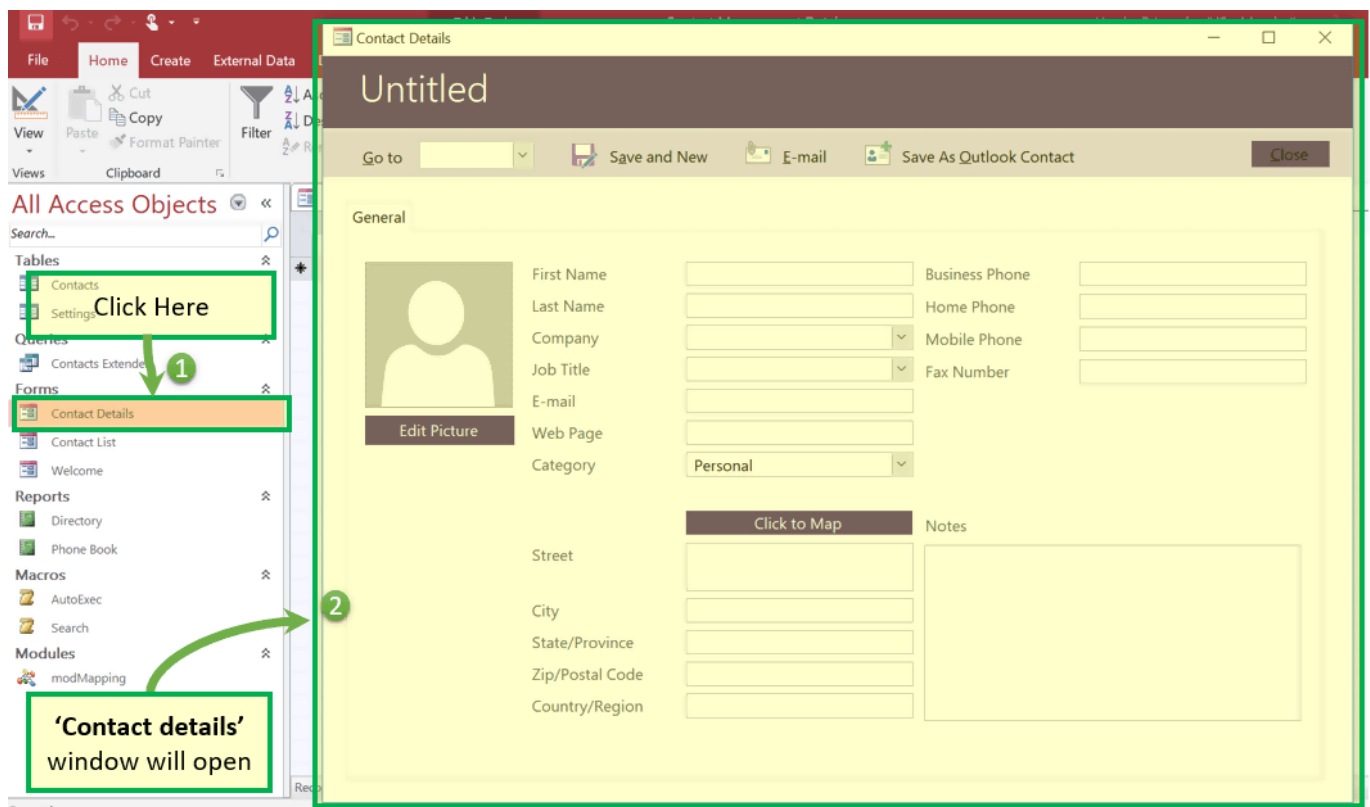 File Home Create External Data
View Paste Cut Copy Format Painter Filter
Views Clipboard
All Access Objects
Search...
Tables
Contacts
Settings
Click Here
Queries
1
Contacts Extende
Forms
Contact Details
Contact List
Welcome
Reports
Directory
Phone Book
Macros
AutoExec
Search
Modules
modMapping
'Contact details'
window will open
2
Contact Details
Untitled
Go to Save and New E-mail Save As Outlook Contact Close
General
Edit Picture
First Name
Last Name
Company
Job Title
E-mail
Web Page
Category Personal
Business Phone
Home Phone
Mobile Phone
Fax Number
Click to Map
Street
City
State/Province
Zip/Postal Code
Country/Region
Notes